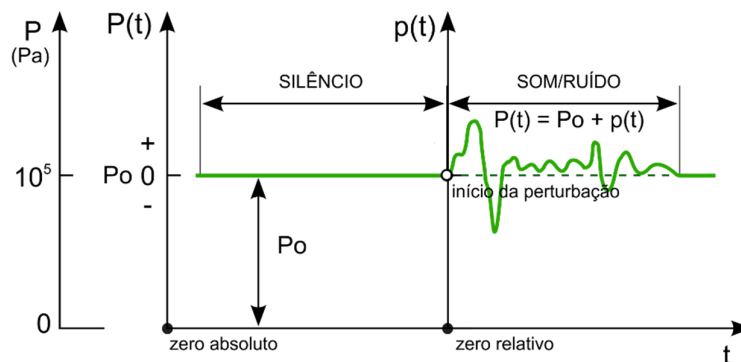 P
(Pa)
P(t)
p(t)
SILÊNCIO
SOM/RUÍDO
P(t) = Po + p(t)
+
10⁵
Po 0
-
início da perturbação
Po
0
zero absoluto
zero relativo
t